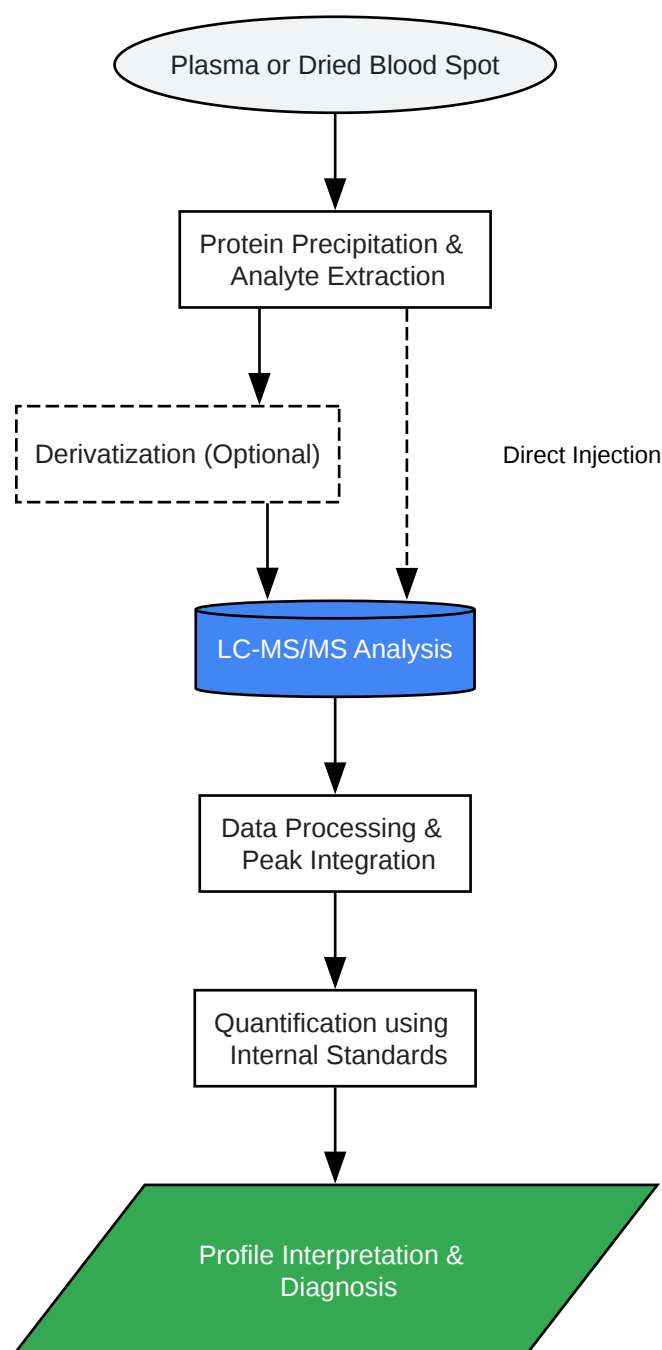 Plasma or Dried Blood Spot
Protein Precipitation &
Analyte Extraction
Derivatization (Optional)
Direct Injection
LC-MS/MS Analysis
Data Processing &
Peak Integration
Quantification using
Internal Standards
Profile Interpretation &
Diagnosis